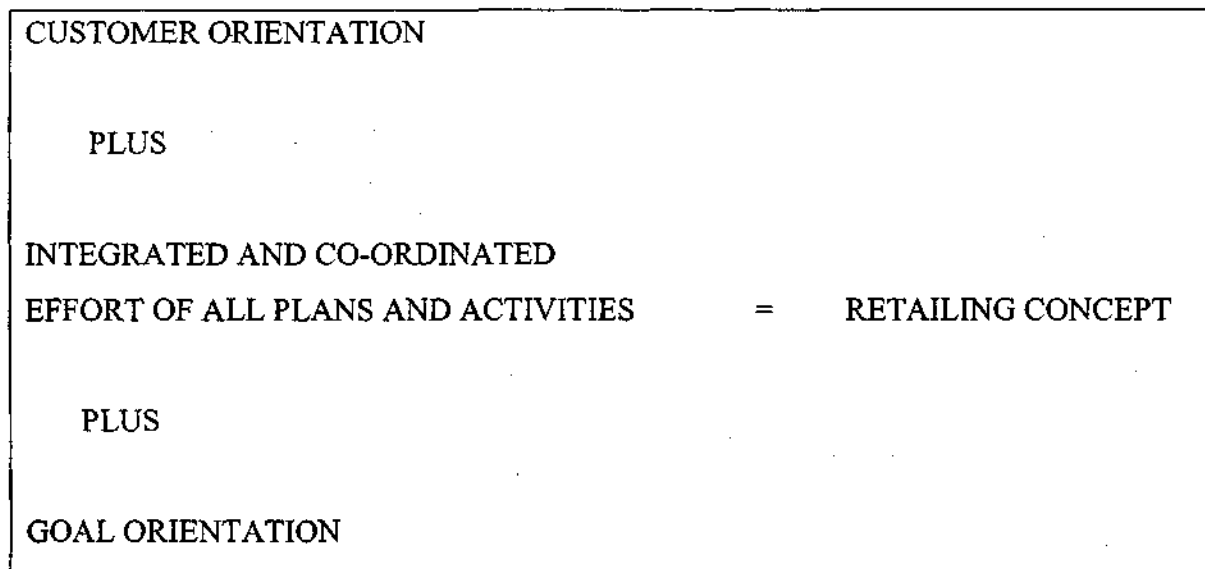 CUSTOMER ORIENTATION
PLUS
INTEGRATED AND CO-ORDINATED
EFFORT OF ALL PLANS AND ACTIVITIES = RETAILING CONCEPT
PLUS
GOAL ORIENTATION